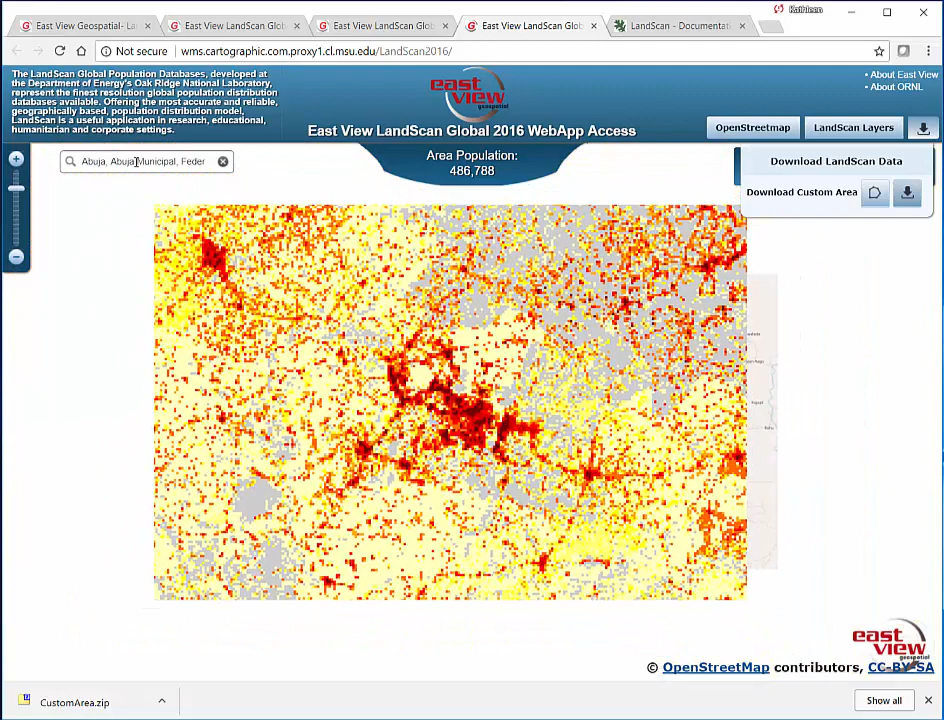 East View Geospatial- La
East View LandScan Glob
East View LandScan Glob
East View LandScan Glob
LandScan - Documentat
Kathleen
Not secure
wms.cartographic.com.proxy1.cl.msu.edu/LandScan2016/
The LandScan Global Population Databases, developed at
the Department of Energy's Oak Ridge National Laboratory,
represent the finest resolution global population distribution
databases available. Offering the most accurate and reliable,
geographically based, population distribution model,
LandScan is a useful application in research, educational,
humanitarian and corporate settings.
east
view
geospatial
East View LandScan Global 2016 WebApp Access
• About East View
• About ORNL
OpenStreetmap
LandScan Layers
Abuja, Abuja Municipal, Feder
Area Population:
486,788
Download LandScan Data
Download Custom Area
east
view
geospatial
© OpenStreetMap contributors, CC-BY-SA
CustomArea.zip
Show all